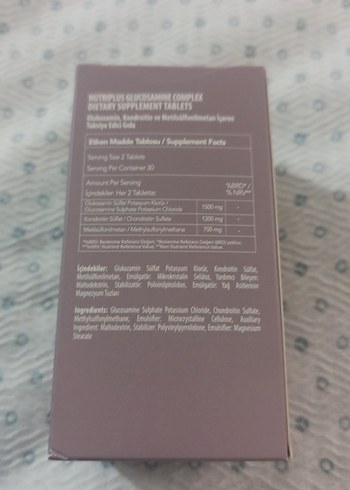 NUTRIPLUS GLUCOSAMINE COMPLEX
DIETARY SUPPLEMENT TABLETS
Glukozamin, Kondroitin ve Metilsülfonilmetan İçeren
Takviye Edici Gıda
Etken Madde Tablosu / Supplement Facts
Serving Size 2 Tablets
Serving Per Container 30
Amount Per Serving %BRD* /
İçindekiler: Her 2 Tablette: % NRV**
Glukozamin Sülfat Potasyum Klorür /
Glucosamine Sulphate Potassium Chloride 1500 mg -
Kondroitin Sülfat / Chondroitin Sulfate 1200 mg -
Metilsülfonilmetan / Methylsulfonylmethane 750 mg -
İçindekiler: Glukozamin Sülfat Potasyum Klorür, Kondroitin Sülfat,
Metilsülfonilmetan, Emülgatör: Mikrokristalin Selüloz, Yardımcı Bileşen:
Maltodekstrin, Stabilizatör: Polivinilpirolidon, Emülgatör: Yağ Asitlerinin
Magnezyum Tuzları
Ingredients: Glucosamine Sulphate Potassium Chloride, Chondroitin Sulfate,
Methylsulfonylmethane, Emulsifier: Microcrystalline Cellulose, Auxiliary
Ingredient: Maltodextrin, Stabilizer: Polyvinylpyrrolidone, Emulsifier: Magnesium
Stearate